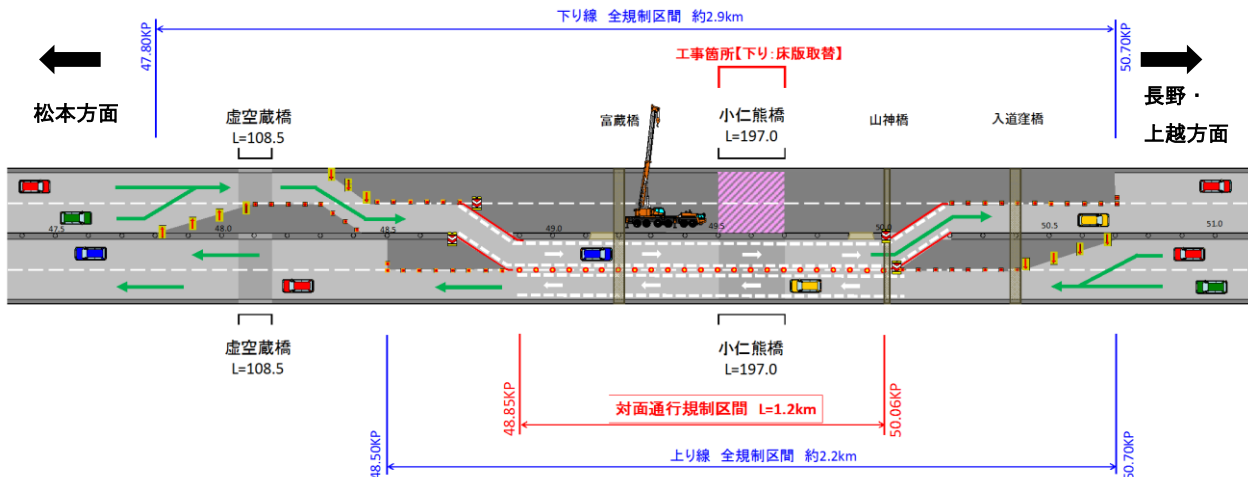 下り線 全規制区間 約2.9km
47.80KP
50.70KP
工事箇所【下り:床版取替】
松本方面
長野・
上越方面
虚空蔵橋
L=108.5
富蔵橋
小仁熊橋
L=197.0
山神橋
入道窪橋
47.5
48.0
48.5
49.0
49.5
50.0
50.5
51.0
虚空蔵橋
L=108.5
小仁熊橋
L=197.0
48.85KP
対面通行規制区間 L=1.2km
50.06KP
48.50KP
上り線 全規制区間 約2.2km
50.70KP